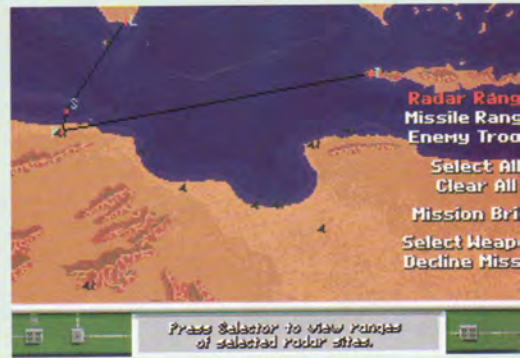 S
Radar Rang
Missile Rang
Enemy Troo
Select All
Clear All
Mission Bri
Select Weap
Decline Miss
Press Selector to view ranges
of selected radar sites.